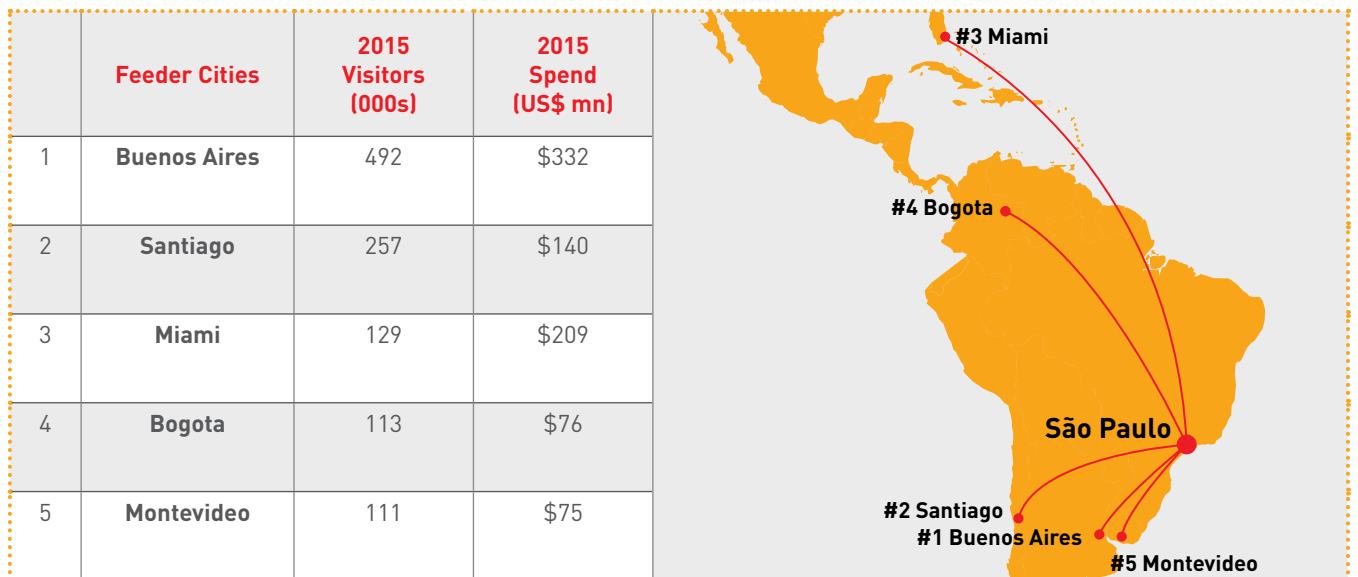 Feeder Cities
2015
Visitors
(000s)
2015
Spend
(US$ mn)
1 Buenos Aires 492 $332
2 Santiago 257 $140
3 Miami 129 $209
4 Bogota 113 $76
5 Montevideo 111 $75
#3 Miami
#4 Bogota
São Paulo
#2 Santiago
#1 Buenos Aires
#5 Montevideo